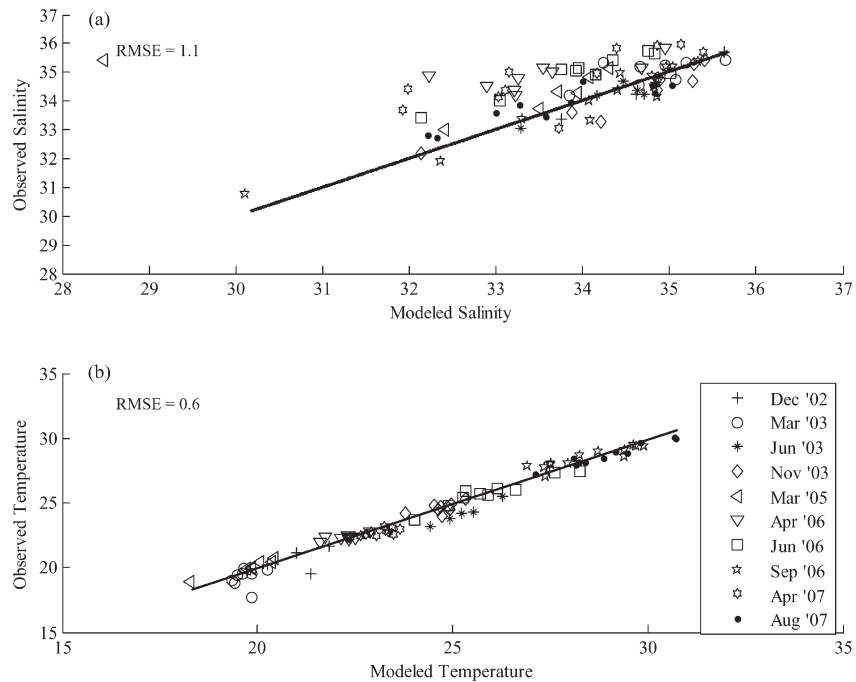 (a)
RMSE = 1.1
Observed Salinity
37
36
35
34
33
32
31
30
29
28
28 29 30 31 32 33 34 35 36 37
Modeled Salinity
(b)
RMSE = 0.6
Observed Temperature
35
30
25
20
15
15 20 25 30 35
Modeled Temperature
Dec '02
Mar '03
Jun '03
Nov '03
Mar '05
Apr '06
Jun '06
Sep '06
Apr '07
Aug '07